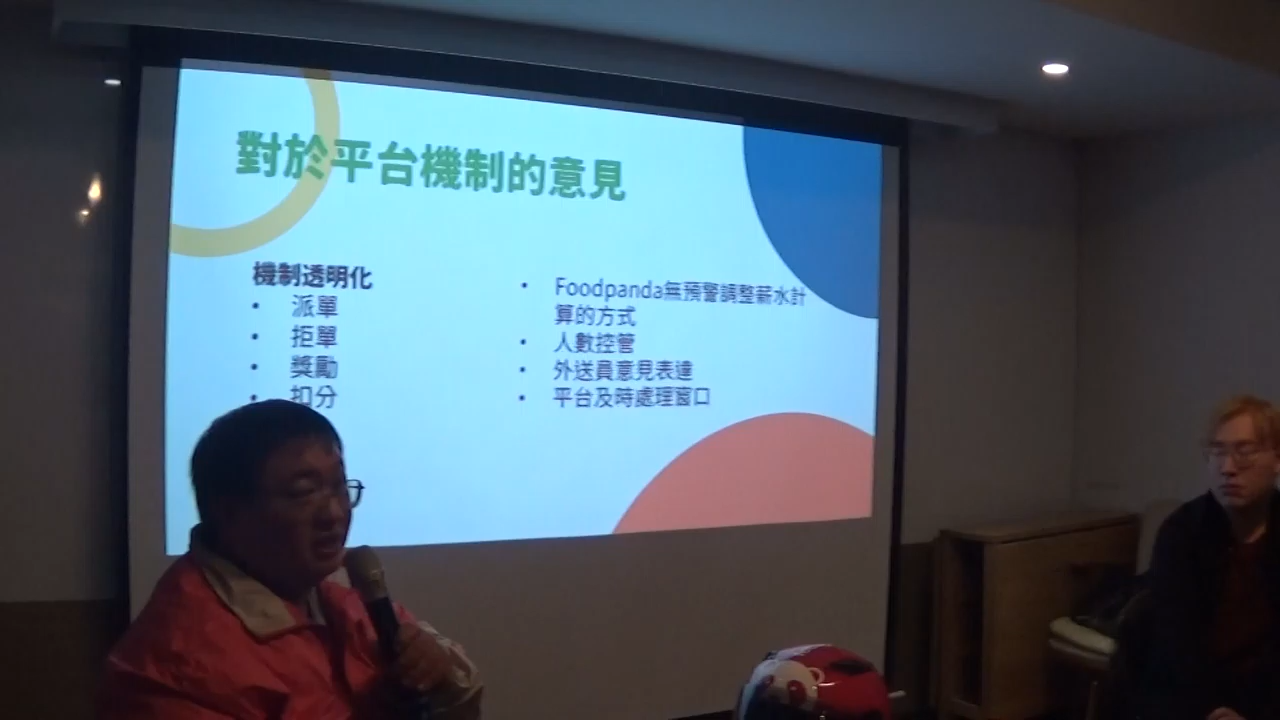 對於平台機制的意見
機制透明化
• 派單
• 拒單
• 獎勵
• 扣分
• Foodpanda無預警調整薪水計
算的方式
• 人數控管
• 外送員意見表達
• 平台及時處理窗口